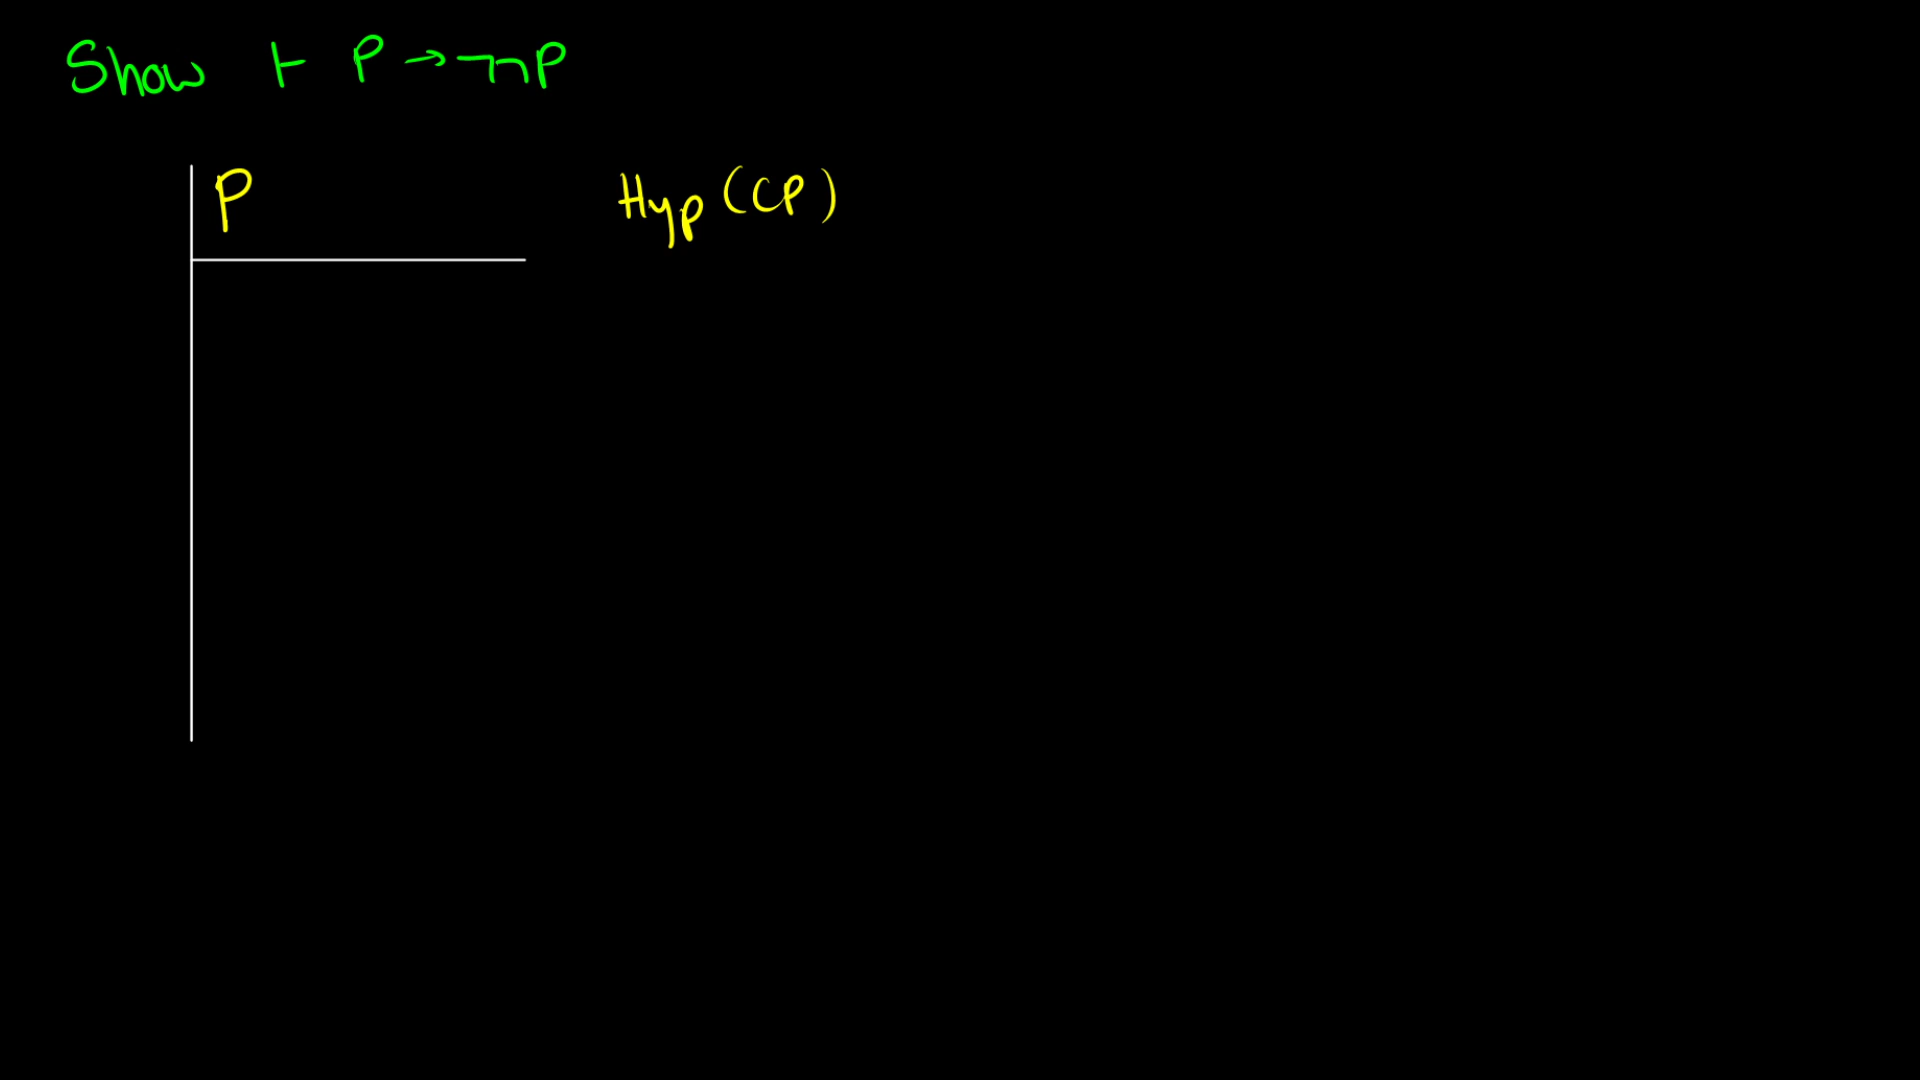 Show ⊢ P → ¬¬P
P Hyp (CP)